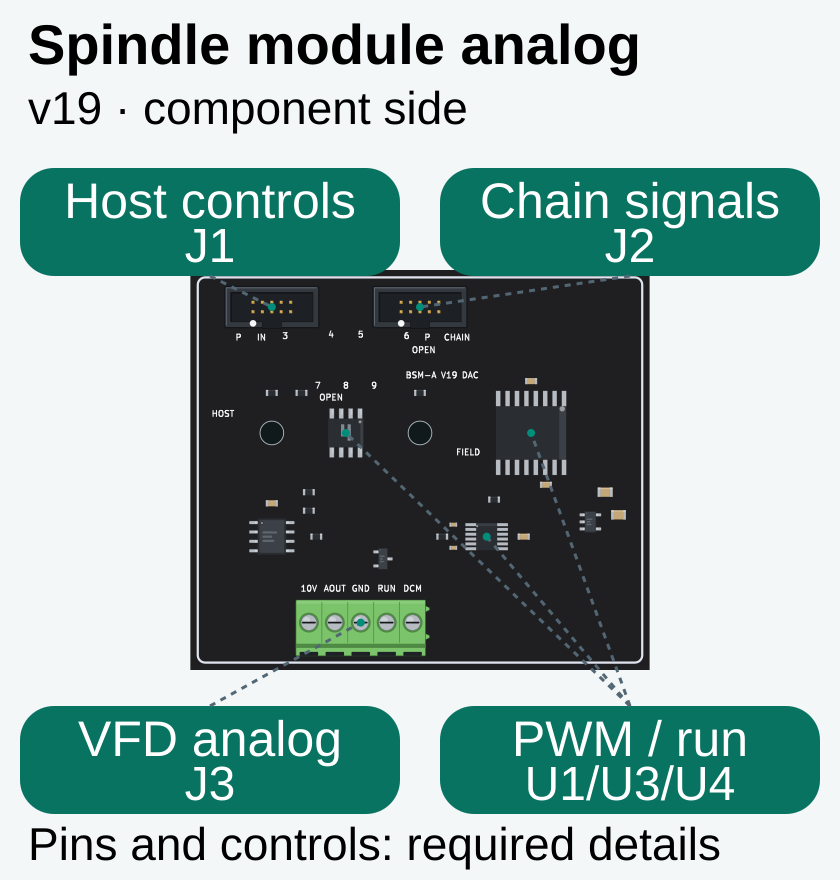 Spindle module analog
v19 · component side
Host controls
J1
Chain signals
J2
P IN 3 4 5 6 P CHAIN
OPEN
BSM-A V19 DAC
7 8 9
OPEN
HOST
FIELD
10V AOUT GND RUN DCM
VFD analog
J3
PWM / run
U1/U3/U4
Pins and controls: required details